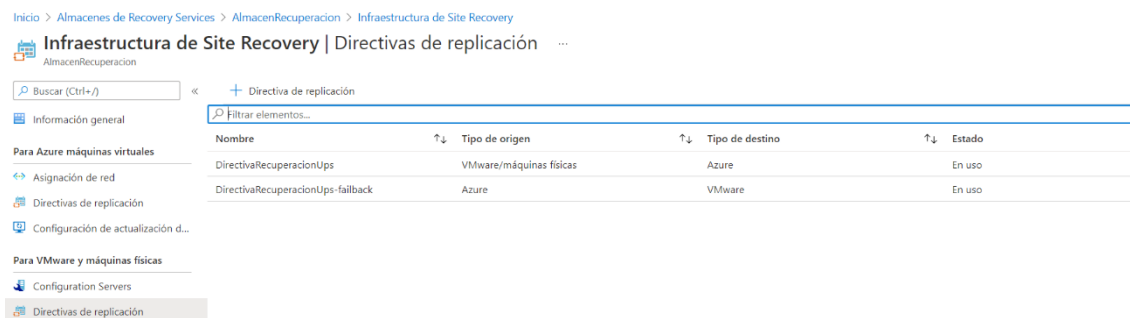 Inicio > Almacenes de Recovery Services > AlmacenRecuperacion > Infraestructura de Site Recovery
Infraestructura de Site Recovery | Directivas de replicación ...
AlmacenRecuperacion
Buscar (Ctrl+/) «
+ Directiva de replicación
Filtrar elementos...
Información general
Para Azure máquinas virtuales
Asignación de red
Directivas de replicación
Configuración de actualización d...
Para VMware y máquinas físicas
Configuration Servers
Directivas de replicación
Nombre ↑↓ Tipo de origen ↑↓ Tipo de destino ↑↓ Estado
DirectivaRecuperacionUps VMware/máquinas físicas Azure En uso
DirectivaRecuperacionUps-failback Azure VMware En uso